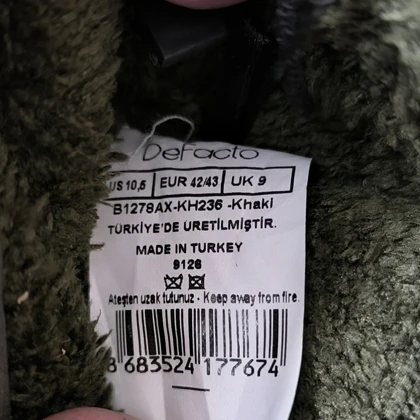 DeFacto
US 10,5 EUR 42/43 UK 9
B1278AX-KH236 -Khaki
TÜRKİYE'DE ÜRETİLMİŞTİR.
MADE IN TURKEY
9126
Ateşten uzak tutunuz - Keep away from fire.
8 683524 177674